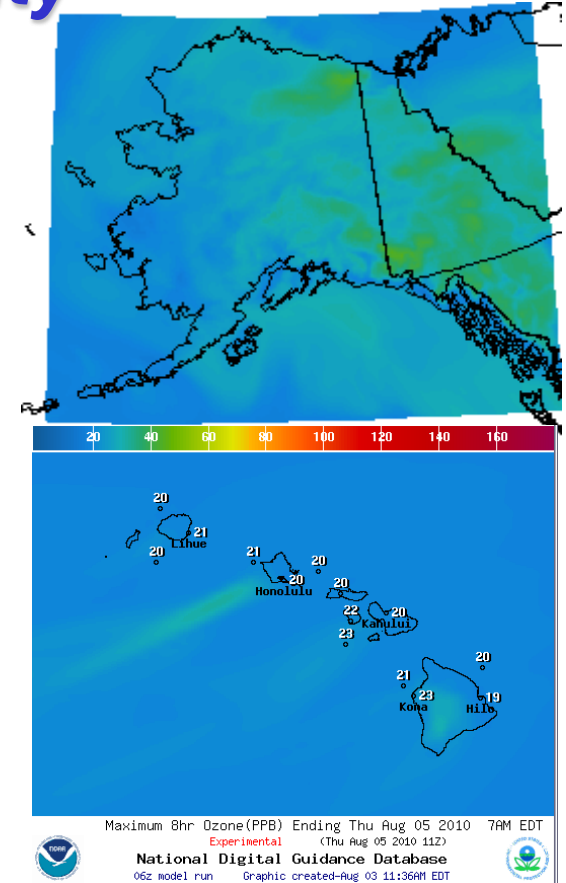 20 40 60 80 100 120 140 160
20
21
Lihue
20
21
20
20
Honolulu
20
22
20
Kahului
23
20
21
23
19
Kona
Hilo
Maximum 8hr Ozone(PPB) Ending Thu Aug 05 2010 7AM EDT
Experimental (Thu Aug 05 2010 11Z)
National Digital Guidance Database
06z model run Graphic created-Aug 03 11:36AM EDT
NOAA